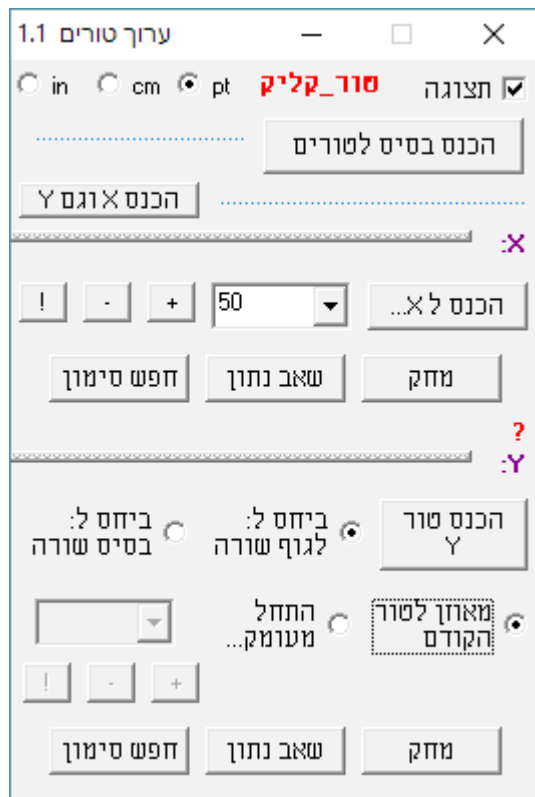 ערוך טורים 1.1
תצוגה טור_קליק pt cm in
הכנס בסיס לטורים
הכנס X וגם Y
X:
הכנס ל X... 50 + - !
מחק שאב נתון חפש סימון
?
Y:
הכנס טור Y
ביחס ל: לגוף שורה
ביחס ל: בסיס שורה
מאוזן לטור הקודם
התחל מעומק...
+ - !
מחק שאב נתון חפש סימון